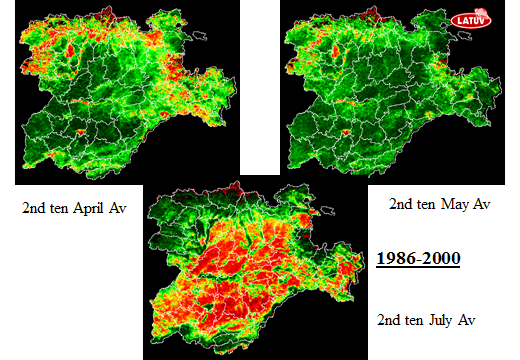 LATUV
2nd ten April Av
2nd ten May Av
1986-2000
2nd ten July Av